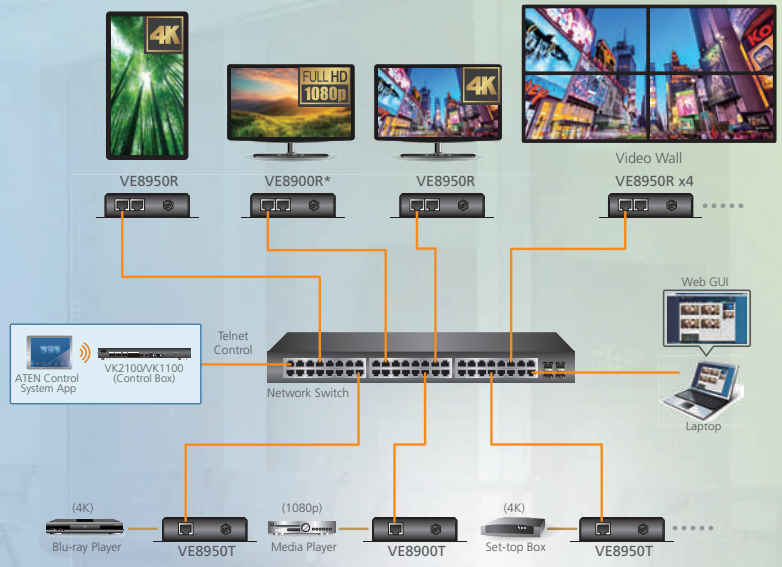 4K
FULL HD
1080p
4K
Video Wall
VE8950R
VE8900R*
VE8950R
VE8950R x4
Web GUI
Telnet
Control
ATEN Control
System App
VK2100/VK1100
(Control Box)
Network Switch
Laptop
(4K)
(1080p)
(4K)
Blu-ray Player
VE8950T
Media Player
VE8900T
Set-top Box
VE8950T